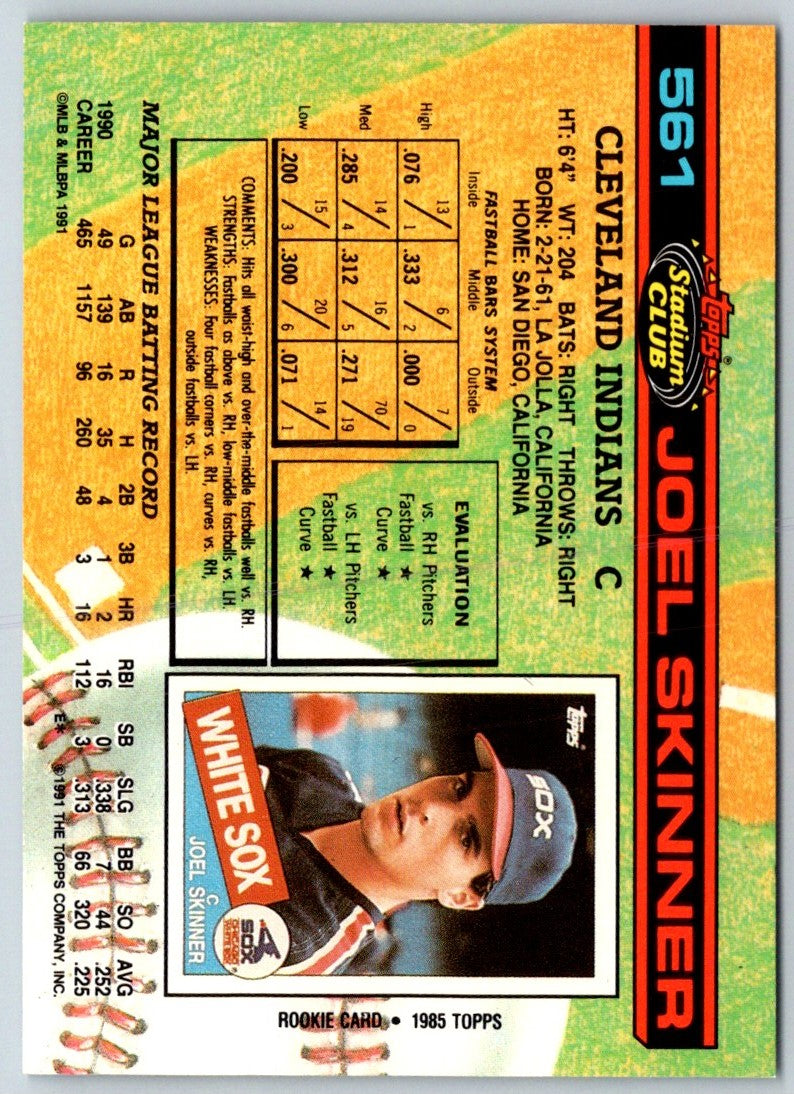 561 Topps® Stadium CLUB JOEL SKINNER
CLEVELAND INDIANS C
HT: 6'4" WT: 204 BATS: RIGHT THROWS: RIGHT
BORN: 2-21-61, LA JOLLA, CALIFORNIA
HOME: SAN DIEGO, CALIFORNIA
FASTBALL BARS SYSTEM
Inside Middle Outside
High 13/1 6/2 7/0
.076 .333 .000
Med 14/4 16/5 70/19
.285 .312 .271
Low 15/3 20/6 14/1
.200 .300 .071
EVALUATION
vs. RH Pitchers
Fastball ★
Curve ★
vs. LH Pitchers
Fastball ★
Curve ★
COMMENTS: Hits all waist-high and over-the-middle fastballs well vs. RH.
STRENGTHS: Fastballs as above vs. RH, low-middle fastballs vs. LH.
WEAKNESSES: Four fastball corners vs. RH, curves vs. RH,
outside fastballs vs. LH.
topps®
SOX
WHITE SOX
C
JOEL SKINNER
SOX
CHICAGO
WHITE SOX
®
ROOKIE CARD • 1985 TOPPS
MAJOR LEAGUE BATTING RECORD
G AB R H 2B 3B HR RBI SB SLG BB SO AVG
1990 49 139 16 35 4 1 2 16 0 .338 7 44 .252
CAREER 465 1157 96 260 48 3 16 112 3 .313 66 320 .225
©MLB & MLBPA 1991
E* ©1991 THE TOPPS COMPANY, INC.